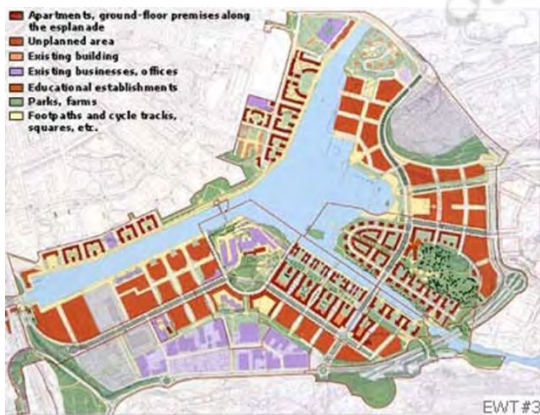 Apartments, ground-floor premises along
the esplanade
Unplanned area
Existing building
Existing businesses, offices
Educational establishments
Parks, farms
Footpaths and cycle tracks,
squares, etc.
EWT #3